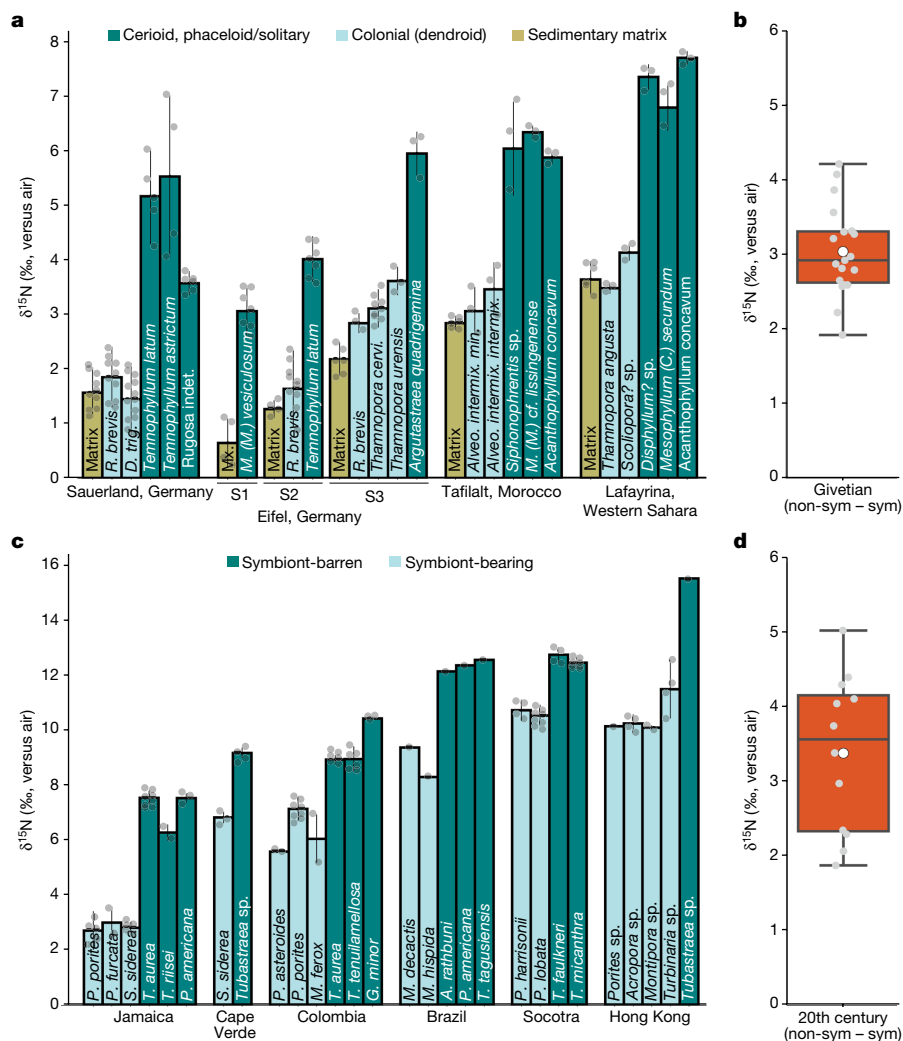 a
Cerioid, phaceloid/solitary
Colonial (dendroid)
Sedimentary matrix
δ15N (‰, versus air)
8
7
6
5
4
3
2
1
0
Matrix
R. brevis
D. trig.
Temnophyllum latum
Temnophyllum astrictum
Rugosa indet.
Mx.
M. (M.) vesiculosum
Matrix
R. brevis
Temnophyllum latum
Matrix
R. brevis
Thamnopora cervi.
Thamnopora urensis
Argutastraea quadrigemina
Matrix
Alveo. intermix. min.
Alveo. intermix. intermix.
Siphonophrentis sp.
M. (M.) cf. lissingenense
Acanthophyllum concavum
Matrix
Thamnopora angusta
Scoliopora? sp.
Disphyllum? sp.
Mesophyllum (C.) secundum
Acanthophyllum concavum
Sauerland, Germany
S1
S2
S3
Eifel, Germany
Tafilalt, Morocco
Lafayrina,
Western Sahara
b
δ15N (‰, versus air)
6
5
4
3
2
1
0
Givetian
(non-sym – sym)
c
Symbiont-barren
Symbiont-bearing
δ15N (‰, versus air)
16
14
12
10
8
6
4
2
0
P. porites
P. furcata
S. siderea
T. aurea
T. riisei
P. americana
S. siderea
Tubastraea sp.
P. asteroides
P. porites
M. ferox
T. aurea
T. tenuilamellosa
G. minor
M. decactis
M. hispida
A. rathbuni
P. americana
T. tagusiensis
P. harrisonii
P. lobata
T. faulkneri
T. micanthra
Porites sp.
Acropora sp.
Montipora sp.
Turbinaria sp.
Tubastraea sp.
Jamaica
Cape
Verde
Colombia
Brazil
Socotra
Hong Kong
d
δ15N (‰, versus air)
6
5
4
3
2
1
0
20th century
(non-sym – sym)